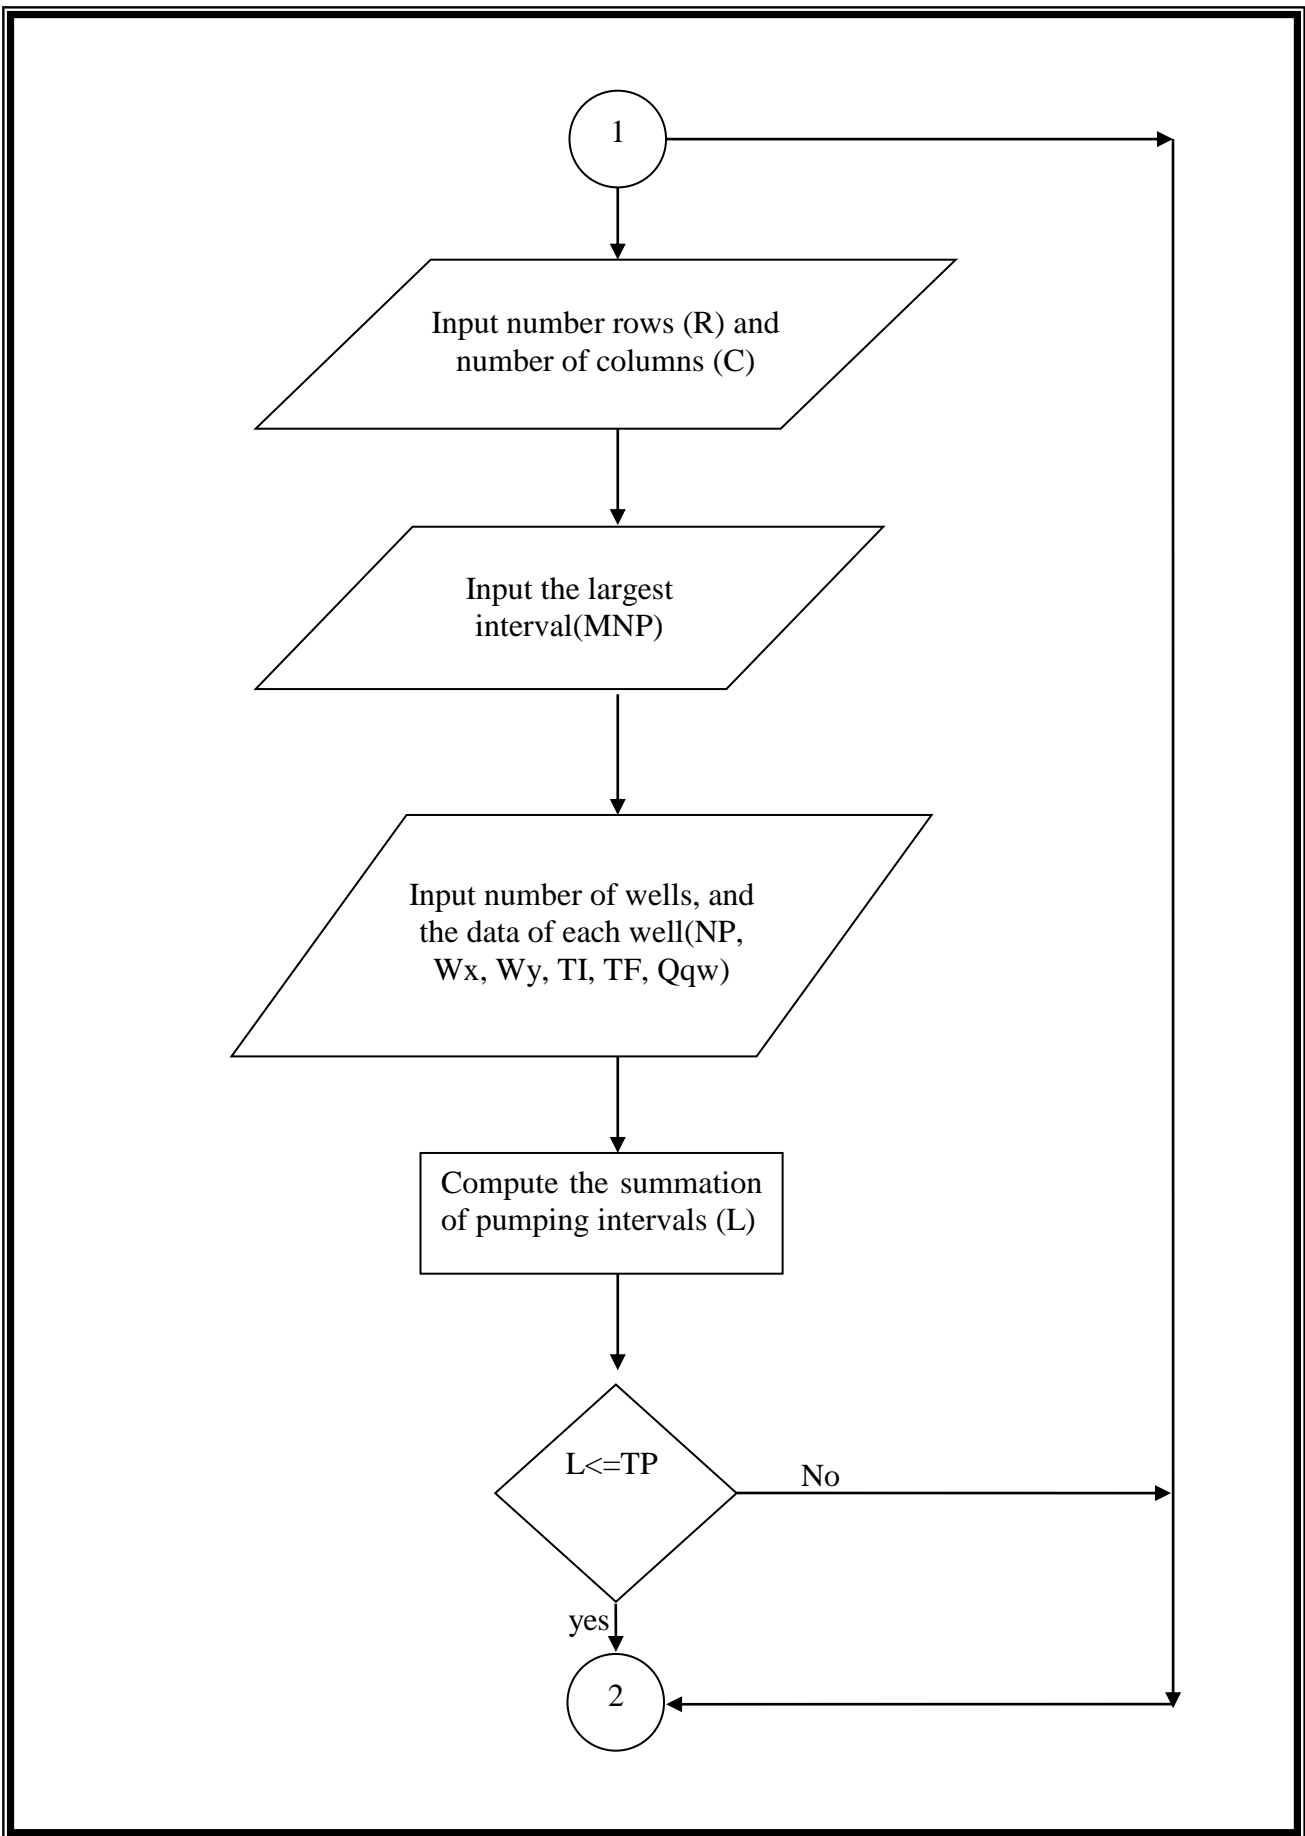 1
Input number rows (R) and
number of columns (C)
Input the largest
interval(MNP)
Input number of wells, and
the data of each well(NP,
Wx, Wy, TI, TF, Qqw)
Compute the summation
of pumping intervals (L)
L<=TP
No
yes
2